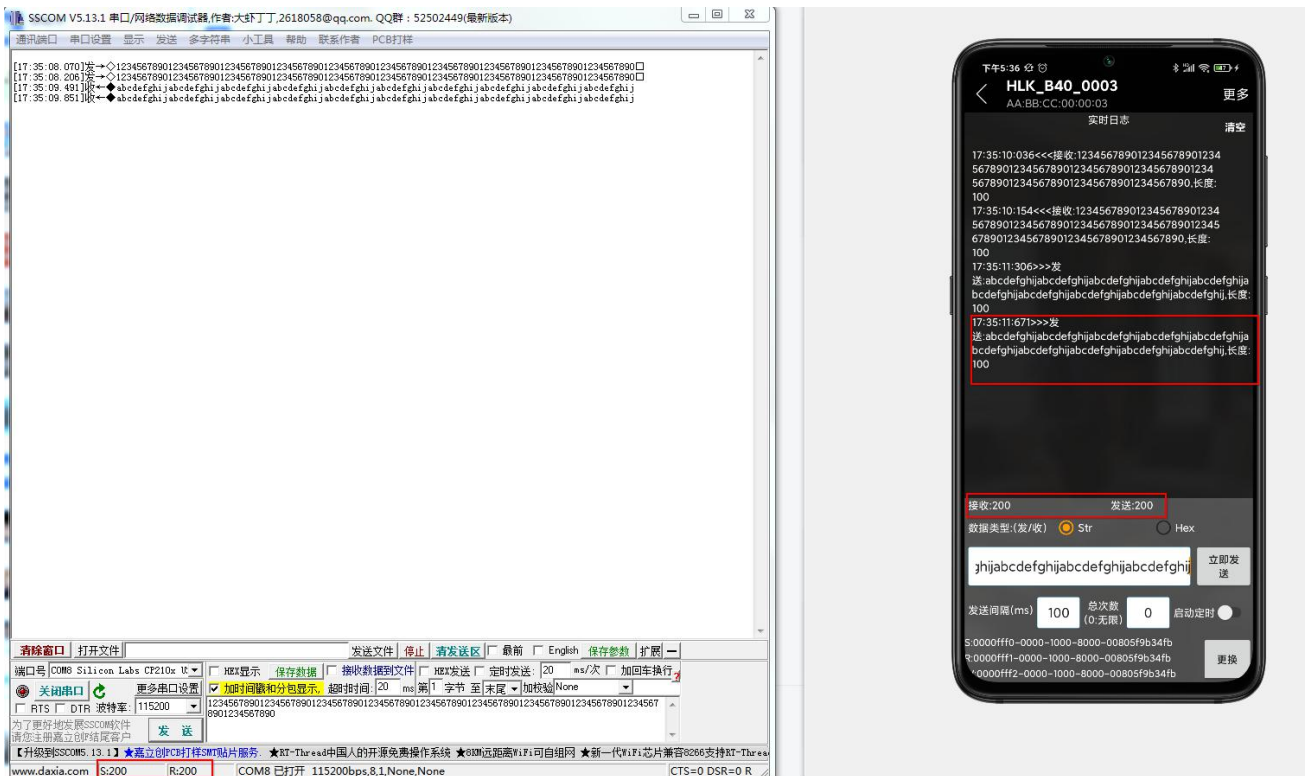 SSCOM V5.13.1 串口/网络数据调试器,作者:大虾丁丁,2618058@qq.com. QQ群：52502449(最新版本)
通讯端口 串口设置 显示 发送 多字符串 小工具 帮助 联系作者 PCB打样
[17:35:08.070]发→◇1234567890123456789012345678901234567890123456789012345678901234567890123456789012345678901234567890□
[17:35:08.206]发→◇1234567890123456789012345678901234567890123456789012345678901234567890123456789012345678901234567890□
[17:35:09.491]收←◆abcdefghijabcdefghijabcdefghijabcdefghijabcdefghijabcdefghijabcdefghijabcdefghijabcdefghijabcdefghij
[17:35:09.851]收←◆abcdefghijabcdefghijabcdefghijabcdefghijabcdefghijabcdefghijabcdefghijabcdefghijabcdefghijabcdefghij
清除窗口 打开文件 发送文件 停止 清发送区 最前 English 保存参数 扩展 —
端口号 COM8 Silicon Labs CP210x U HEX显示 保存数据 接收数据到文件 HEX发送 定时发送: 20 ms/次 加回车换行
关闭串口 更多串口设置 加时间戳和分包显示, 超时时间: 20 ms 第1 字节 至 末尾 加校验 None
RTS DTR 波特率: 115200
1234567890123456789012345678901234567890123456789012345678901234567890123456789012345678901234567
8901234567890
为了更好地发展SSCOM软件
请您注册嘉立创F结尾客户
发 送
【升级到SSCOM5.13.1】★嘉立创PCB打样SMT贴片服务. ★RT-Thread中国人的开源免费操作系统 ★8KM远距离WiFi可自组网 ★新一代WiFi芯片兼容8266支持RT-Threa
www.daxia.com S:200 R:200 COM8 已打开 115200bps,8,1,None,None CTS=0 DSR=0 R
下午5:36
HLK_B40_0003
AA:BB:CC:00:00:03
更多
实时日志
清空
17:35:10:036<<<接收:123456789012345678901234
5678901234567890123456789012345678901234
567890123456789012345678901234567890,长度:
100
17:35:10:154<<<接收:123456789012345678901234
56789012345678901234567890123456789012345
67890123456789012345678901234567890,长度:
100
17:35:11:306>>>发
送:abcdefghijabcdefghijabcdefghijabcdefghijabcdefghija
bcdefghijabcdefghijabcdefghijabcdefghijabcdefghij,长度:
100
17:35:11:671>>>发
送:abcdefghijabcdefghijabcdefghijabcdefghijabcdefghija
bcdefghijabcdefghijabcdefghijabcdefghijabcdefghij,长度:
100
接收:200 发送:200
数据类型:(发/收) Str Hex
ghijabcdefghijabcdefghijabcdefghij
立即发
送
发送间隔(ms) 100 总次数
(0:无限) 0 启动定时
S:0000fff0-0000-1000-8000-00805f9b34fb
R:0000fff1-0000-1000-8000-00805f9b34fb
:0000fff2-0000-1000-8000-00805f9b34fb
更换